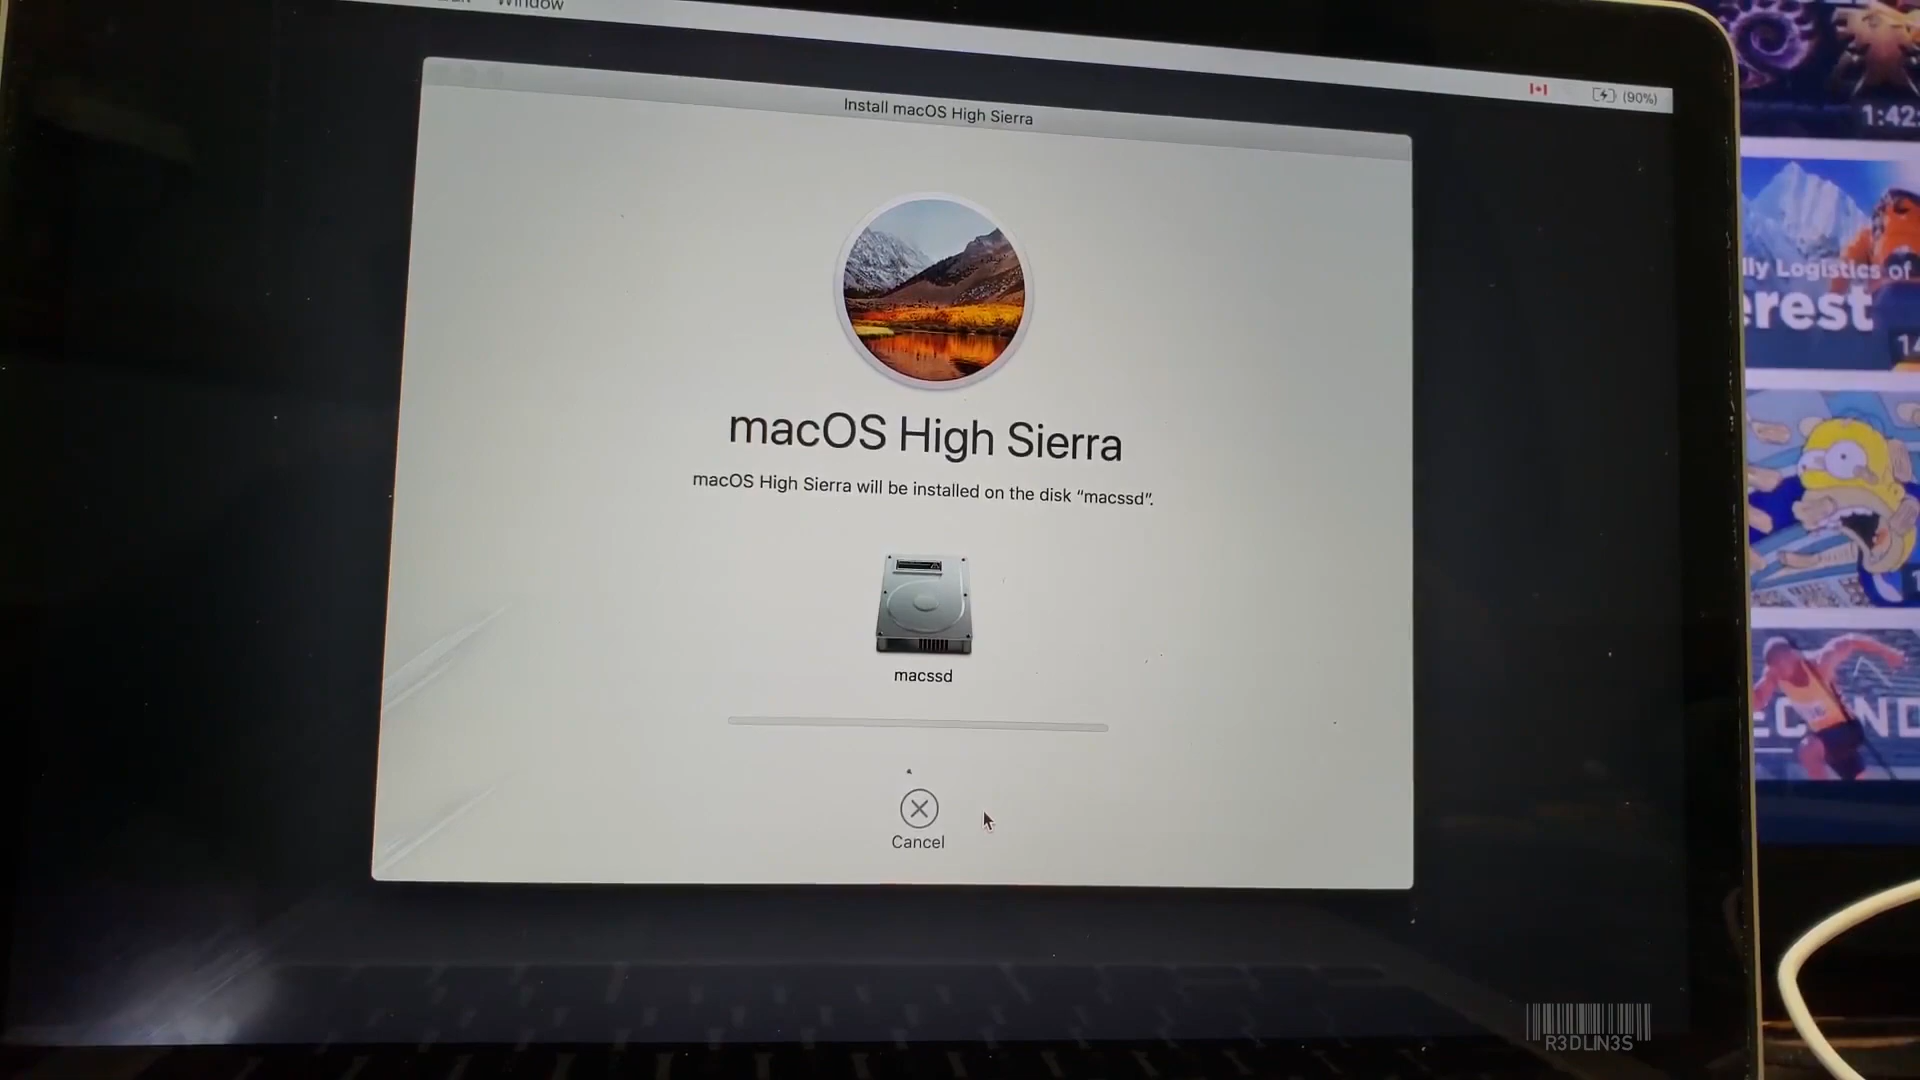 Window
(90%)
Install macOS High Sierra
1:42:
macOS High Sierra
macOS High Sierra will be installed on the disk “macssd”.
lly Logistics of
erest
14
macssd
Cancel
R3DLIN3S